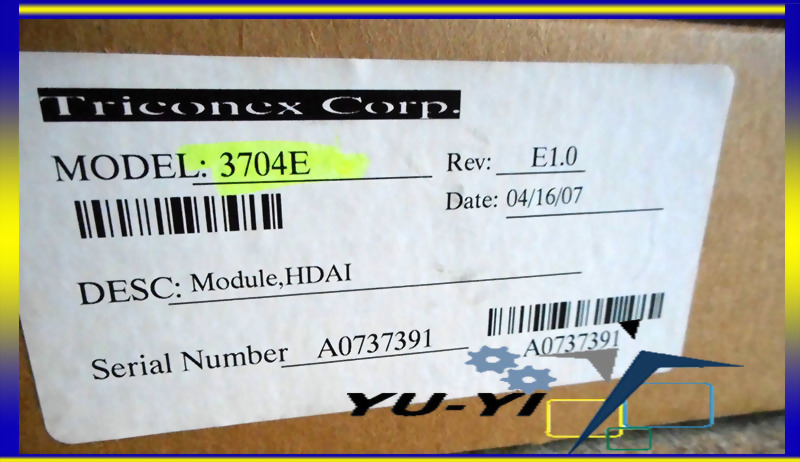 Triconex Corp.
MODEL: 3704E
Rev: E1.0
Date: 04/16/07
DESC: Module,HDAI
Serial Number A0737391
A0737391
YU-YI